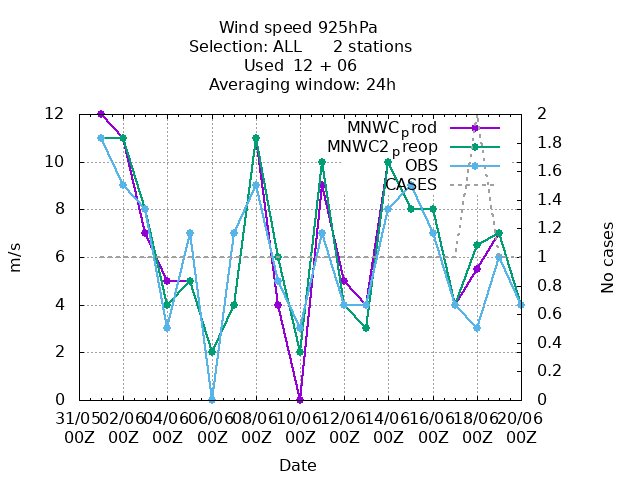 Wind speed 925hPa
Selection: ALL      2 stations
Used  12 + 06
Averaging window: 24h
12 2
MNWCprod
1.8
MNWC2preop
10 1.6
OBS
CASES
1.4
8
1.2
6 1
m/s
No cases
0.8
4
0.6
2 0.4
0.2
0 0
31/05 02/06 04/06 06/06 08/06 10/06 12/06 14/06 16/06 18/06 20/06
00Z 00Z 00Z 00Z 00Z 00Z 00Z 00Z 00Z 00Z 00Z
Date